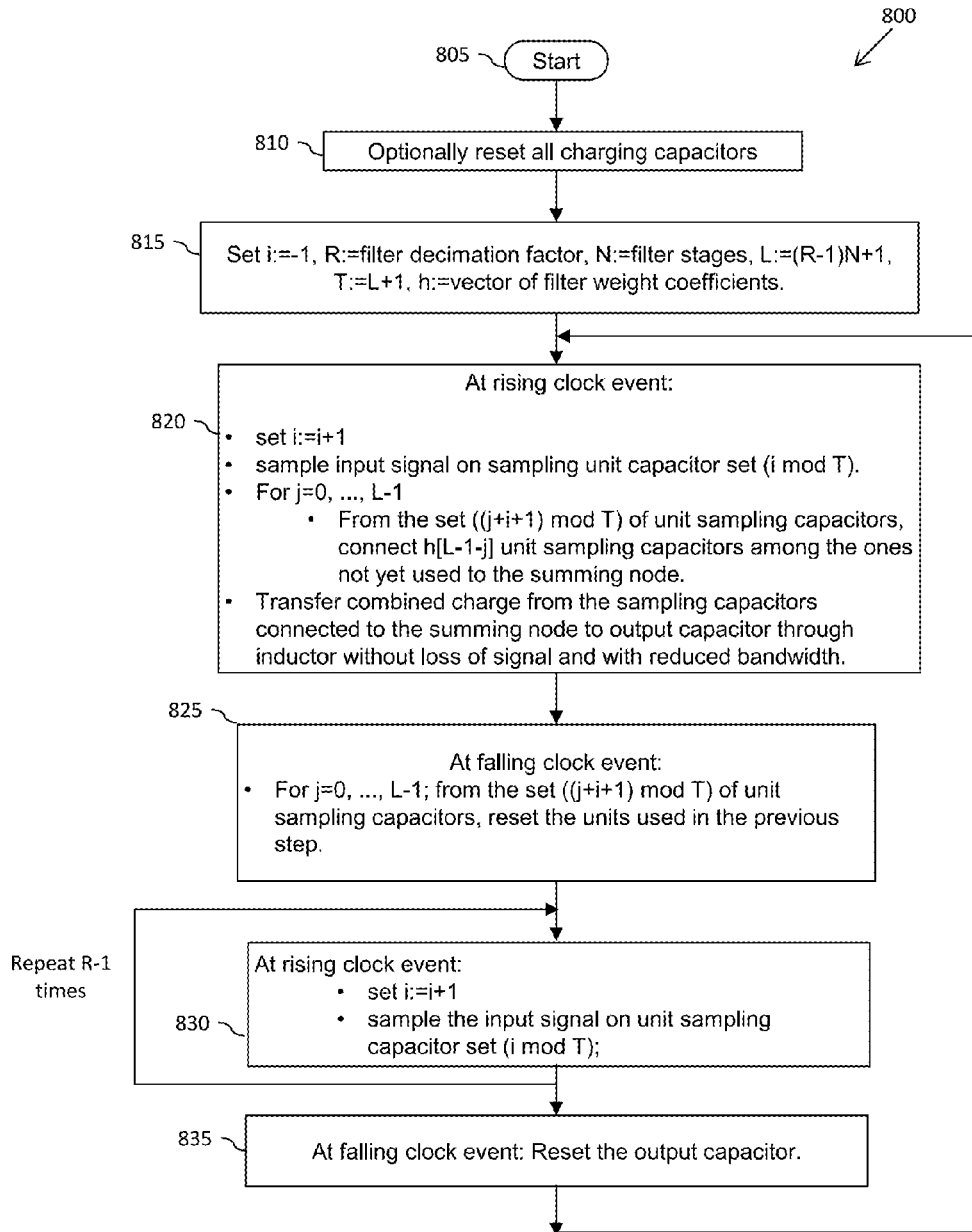 800
805
Start
810
Optionally reset all charging capacitors
815
Set i:=-1, R:=filter decimation factor, N:=filter stages, L:=(R-1)N+1,
T:=L+1, h:=vector of filter weight coefficients.
At rising clock event:
820
• set i:=i+1
• sample input signal on sampling unit capacitor set (i mod T).
• For j=0, ..., L-1
• From the set ((j+i+1) mod T) of unit sampling capacitors,
connect h[L-1-j] unit sampling capacitors among the ones
not yet used to the summing node.
• Transfer combined charge from the sampling capacitors
connected to the summing node to output capacitor through
inductor without loss of signal and with reduced bandwidth.
825
At falling clock event:
• For j=0, ..., L-1; from the set ((j+i+1) mod T) of unit
sampling capacitors, reset the units used in the previous
step.
Repeat R-1
times
At rising clock event:
• set i:=i+1
• sample the input signal on unit sampling
capacitor set (i mod T);
830
835
At falling clock event: Reset the output capacitor.